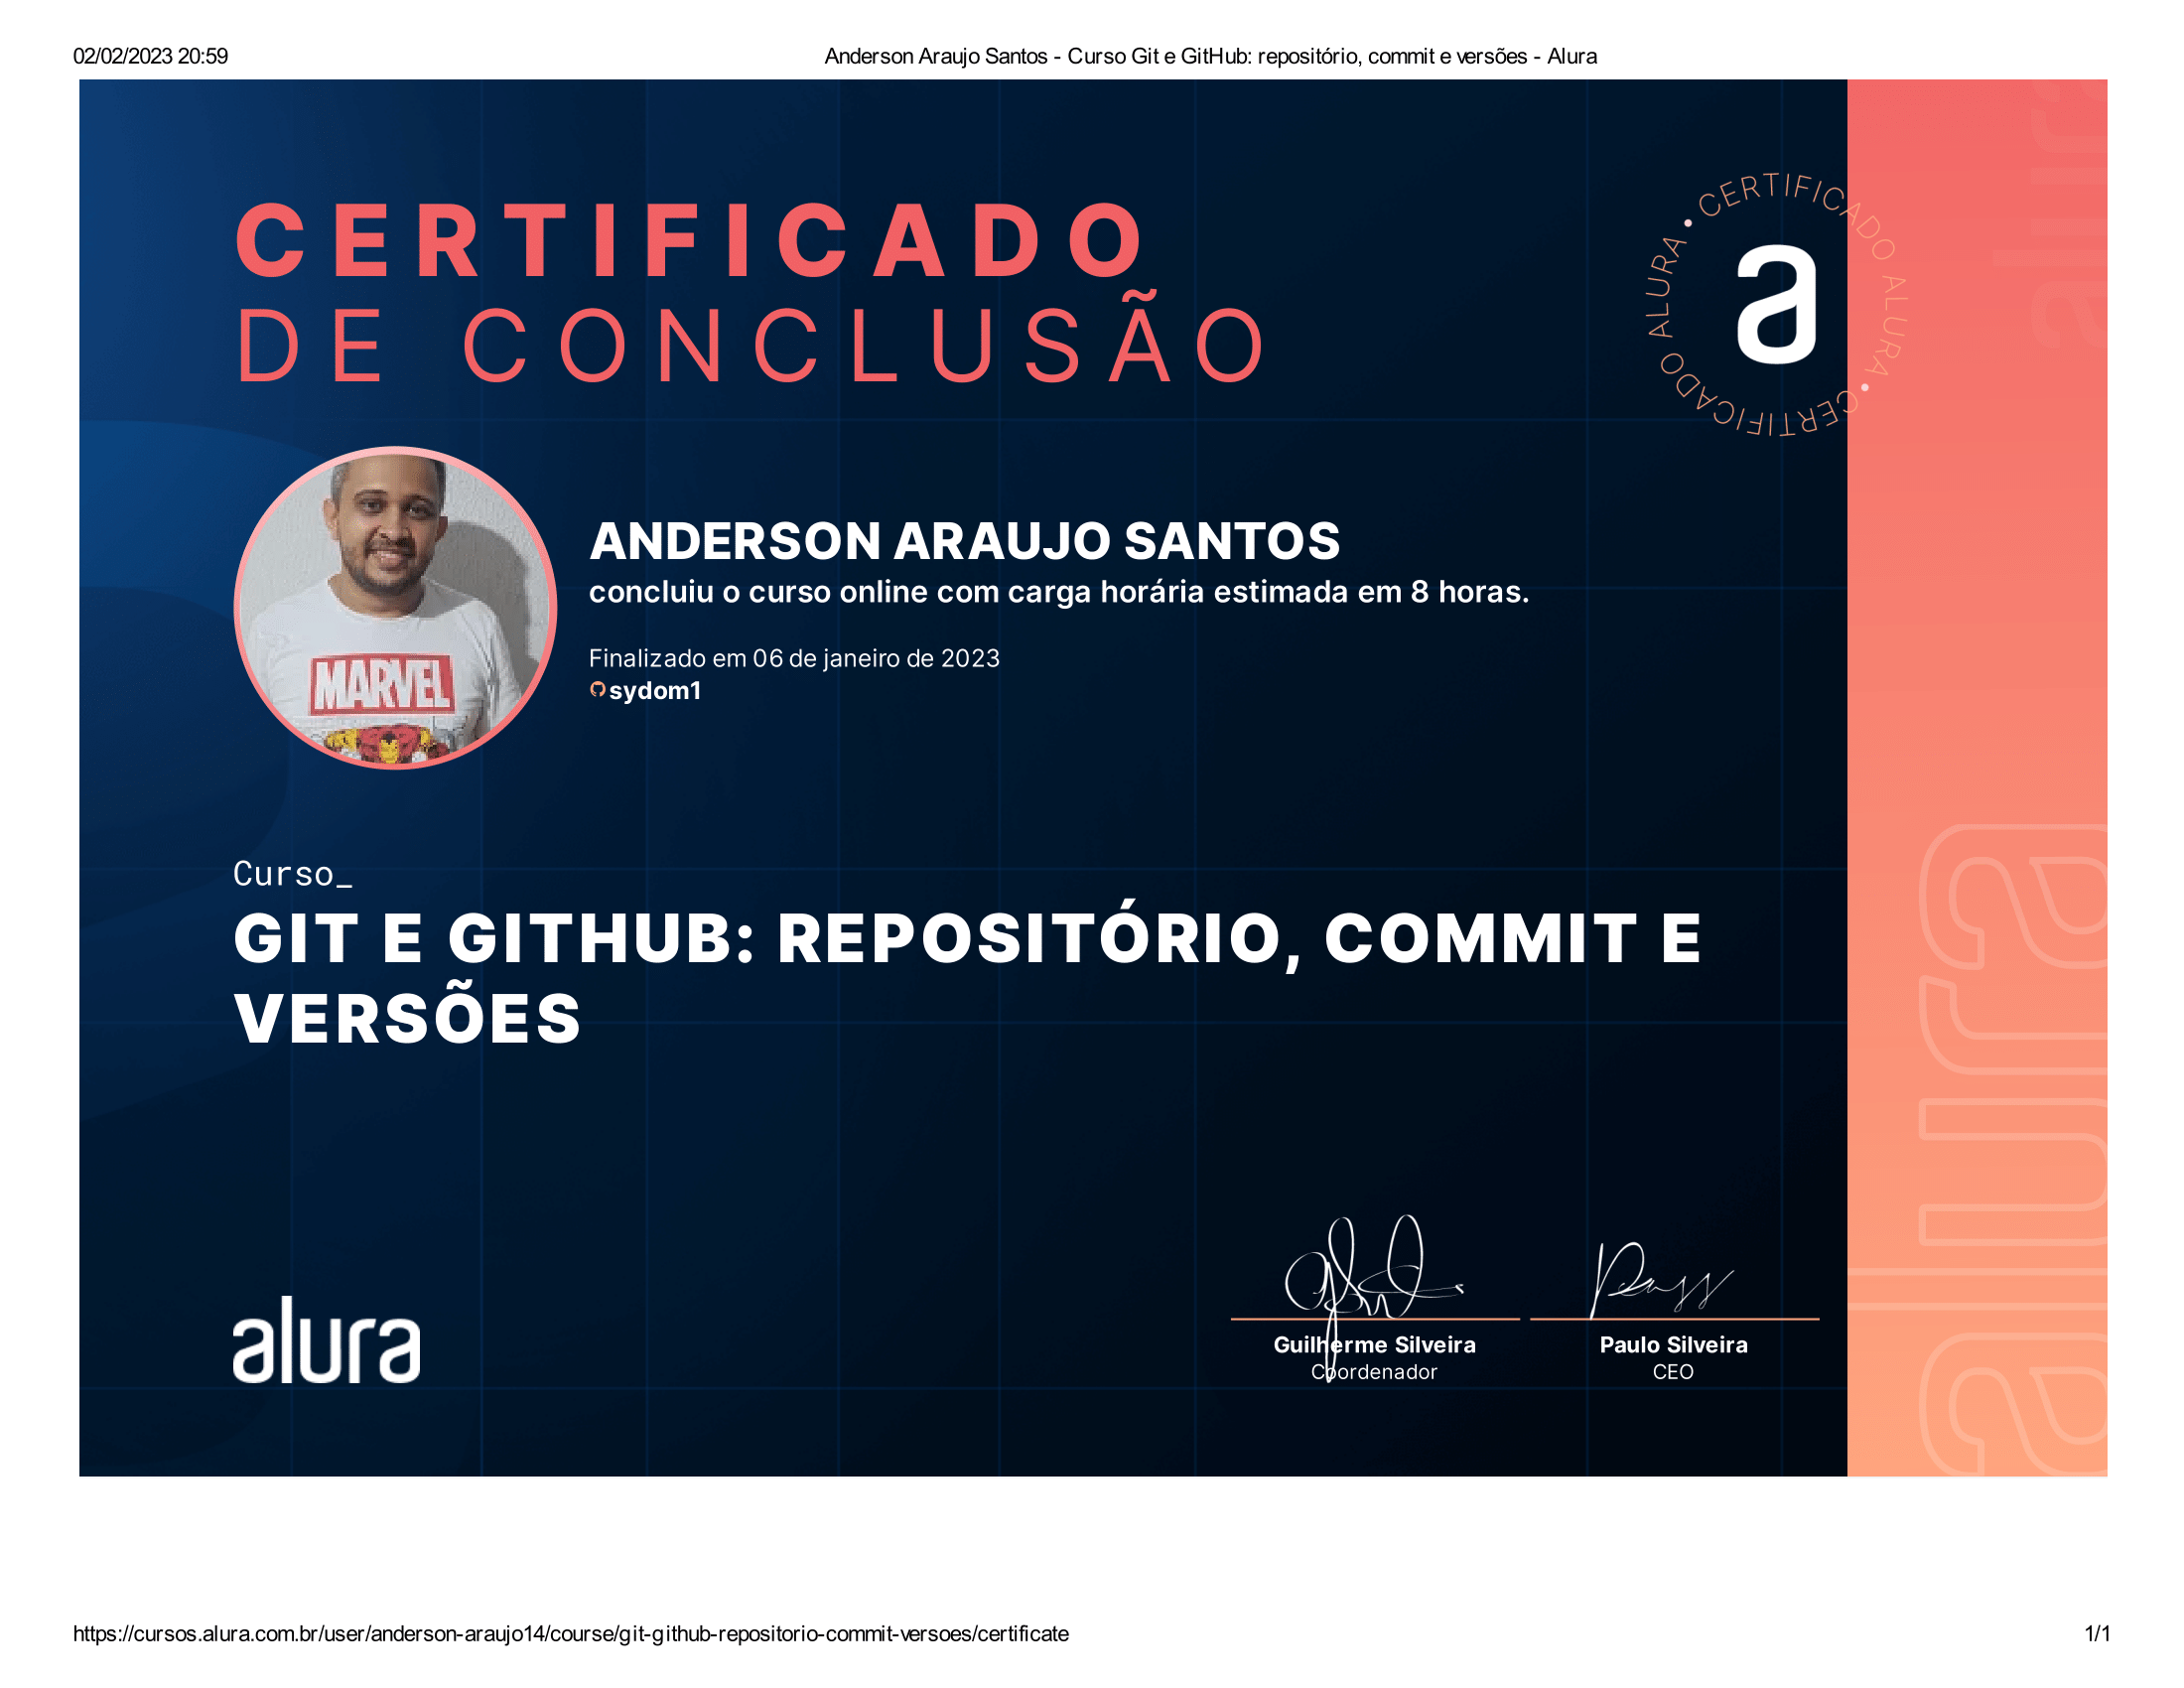 02/02/2023 20:59
Anderson Araujo Santos - Curso Git e GitHub: repositório, commit e versões - Alura
CERTIFICADO
DE CONCLUSÃO
• CERTIFICADO ALURA • CERTIFICADO ALURA
a
alura
ANDERSON ARAUJO SANTOS
concluiu o curso online com carga horária estimada em 8 horas.
Finalizado em 06 de janeiro de 2023
sydom1
MARVEL
Curso_
GIT E GITHUB: REPOSITÓRIO, COMMIT E
VERSÕES
alura
alura
Guilherme Silveira
Coordenador
Paulo Silveira
CEO
https://cursos.alura.com.br/user/anderson-araujo14/course/git-github-repositorio-commit-versoes/certificate
1/1